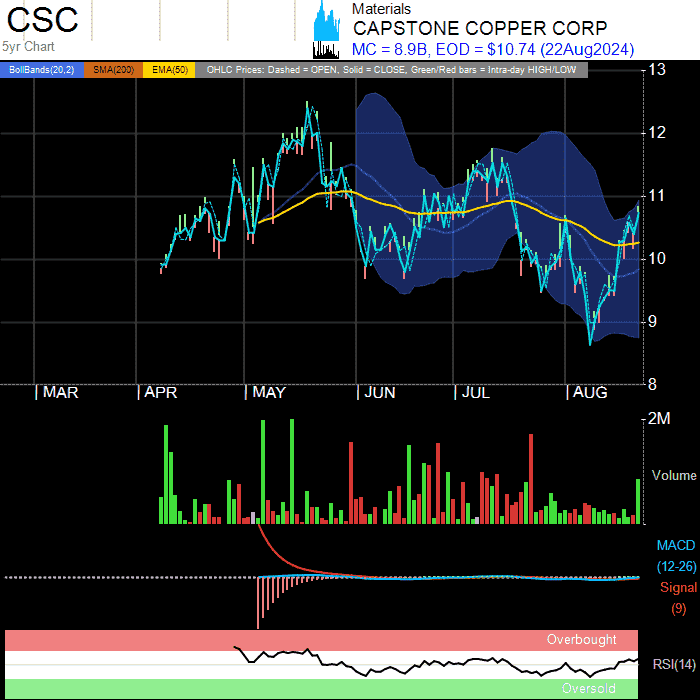 CSC
5yr Chart
Materials
CAPSTONE COPPER CORP
MC = 8.9B, EOD = $10.74 (22Aug2024)
BollBands(20,2) SMA(200) EMA(50) OHLC Prices: Dashed = OPEN, Solid = CLOSE, Green/Red bars = Intra-day HIGH/LOW
13
12
11
10
9
8
| MAR | APR | MAY | JUN | JUL | AUG
2M
Volume
MACD
(12-26)
Signal
(9)
Overbought
RSI(14)
Oversold